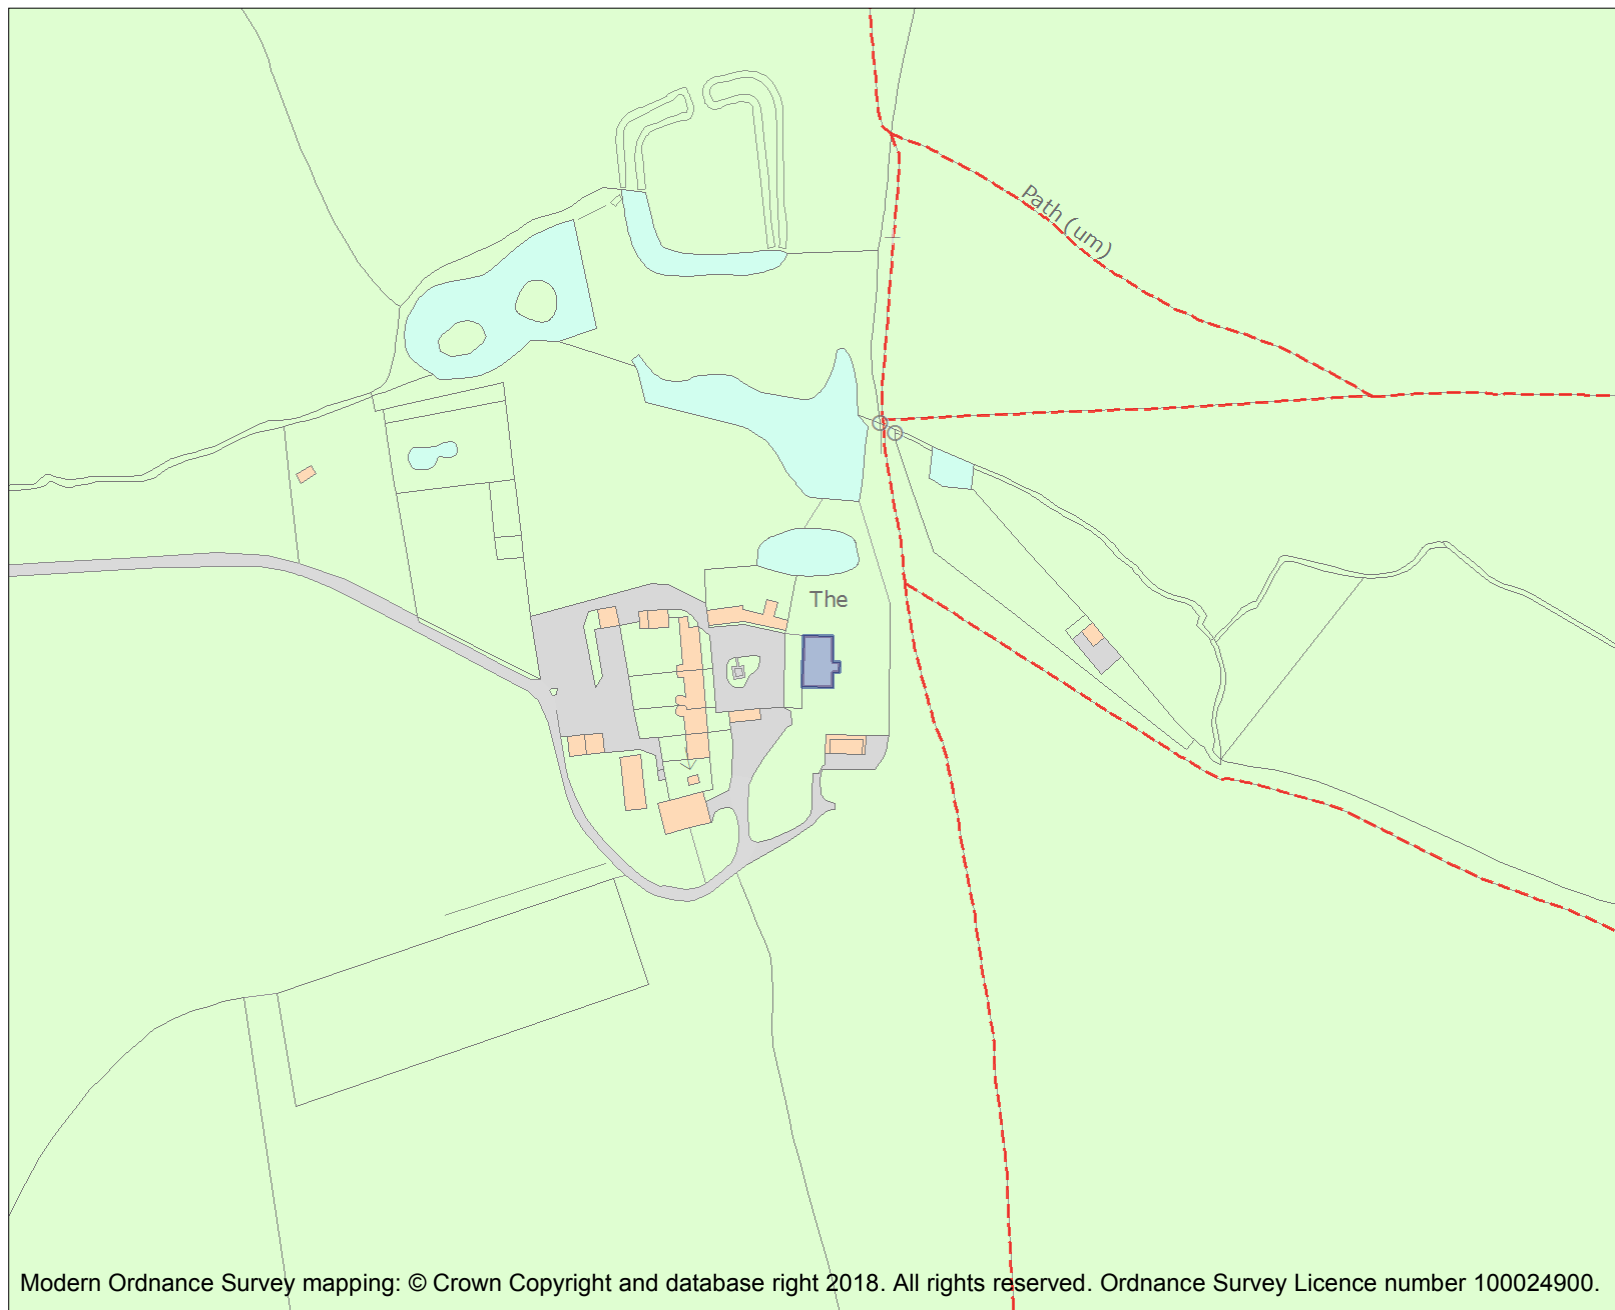 Path (um)
The
Modern Ordnance Survey mapping: © Crown Copyright and database right 2018. All rights reserved. Ordnance Survey Licence number 100024900.